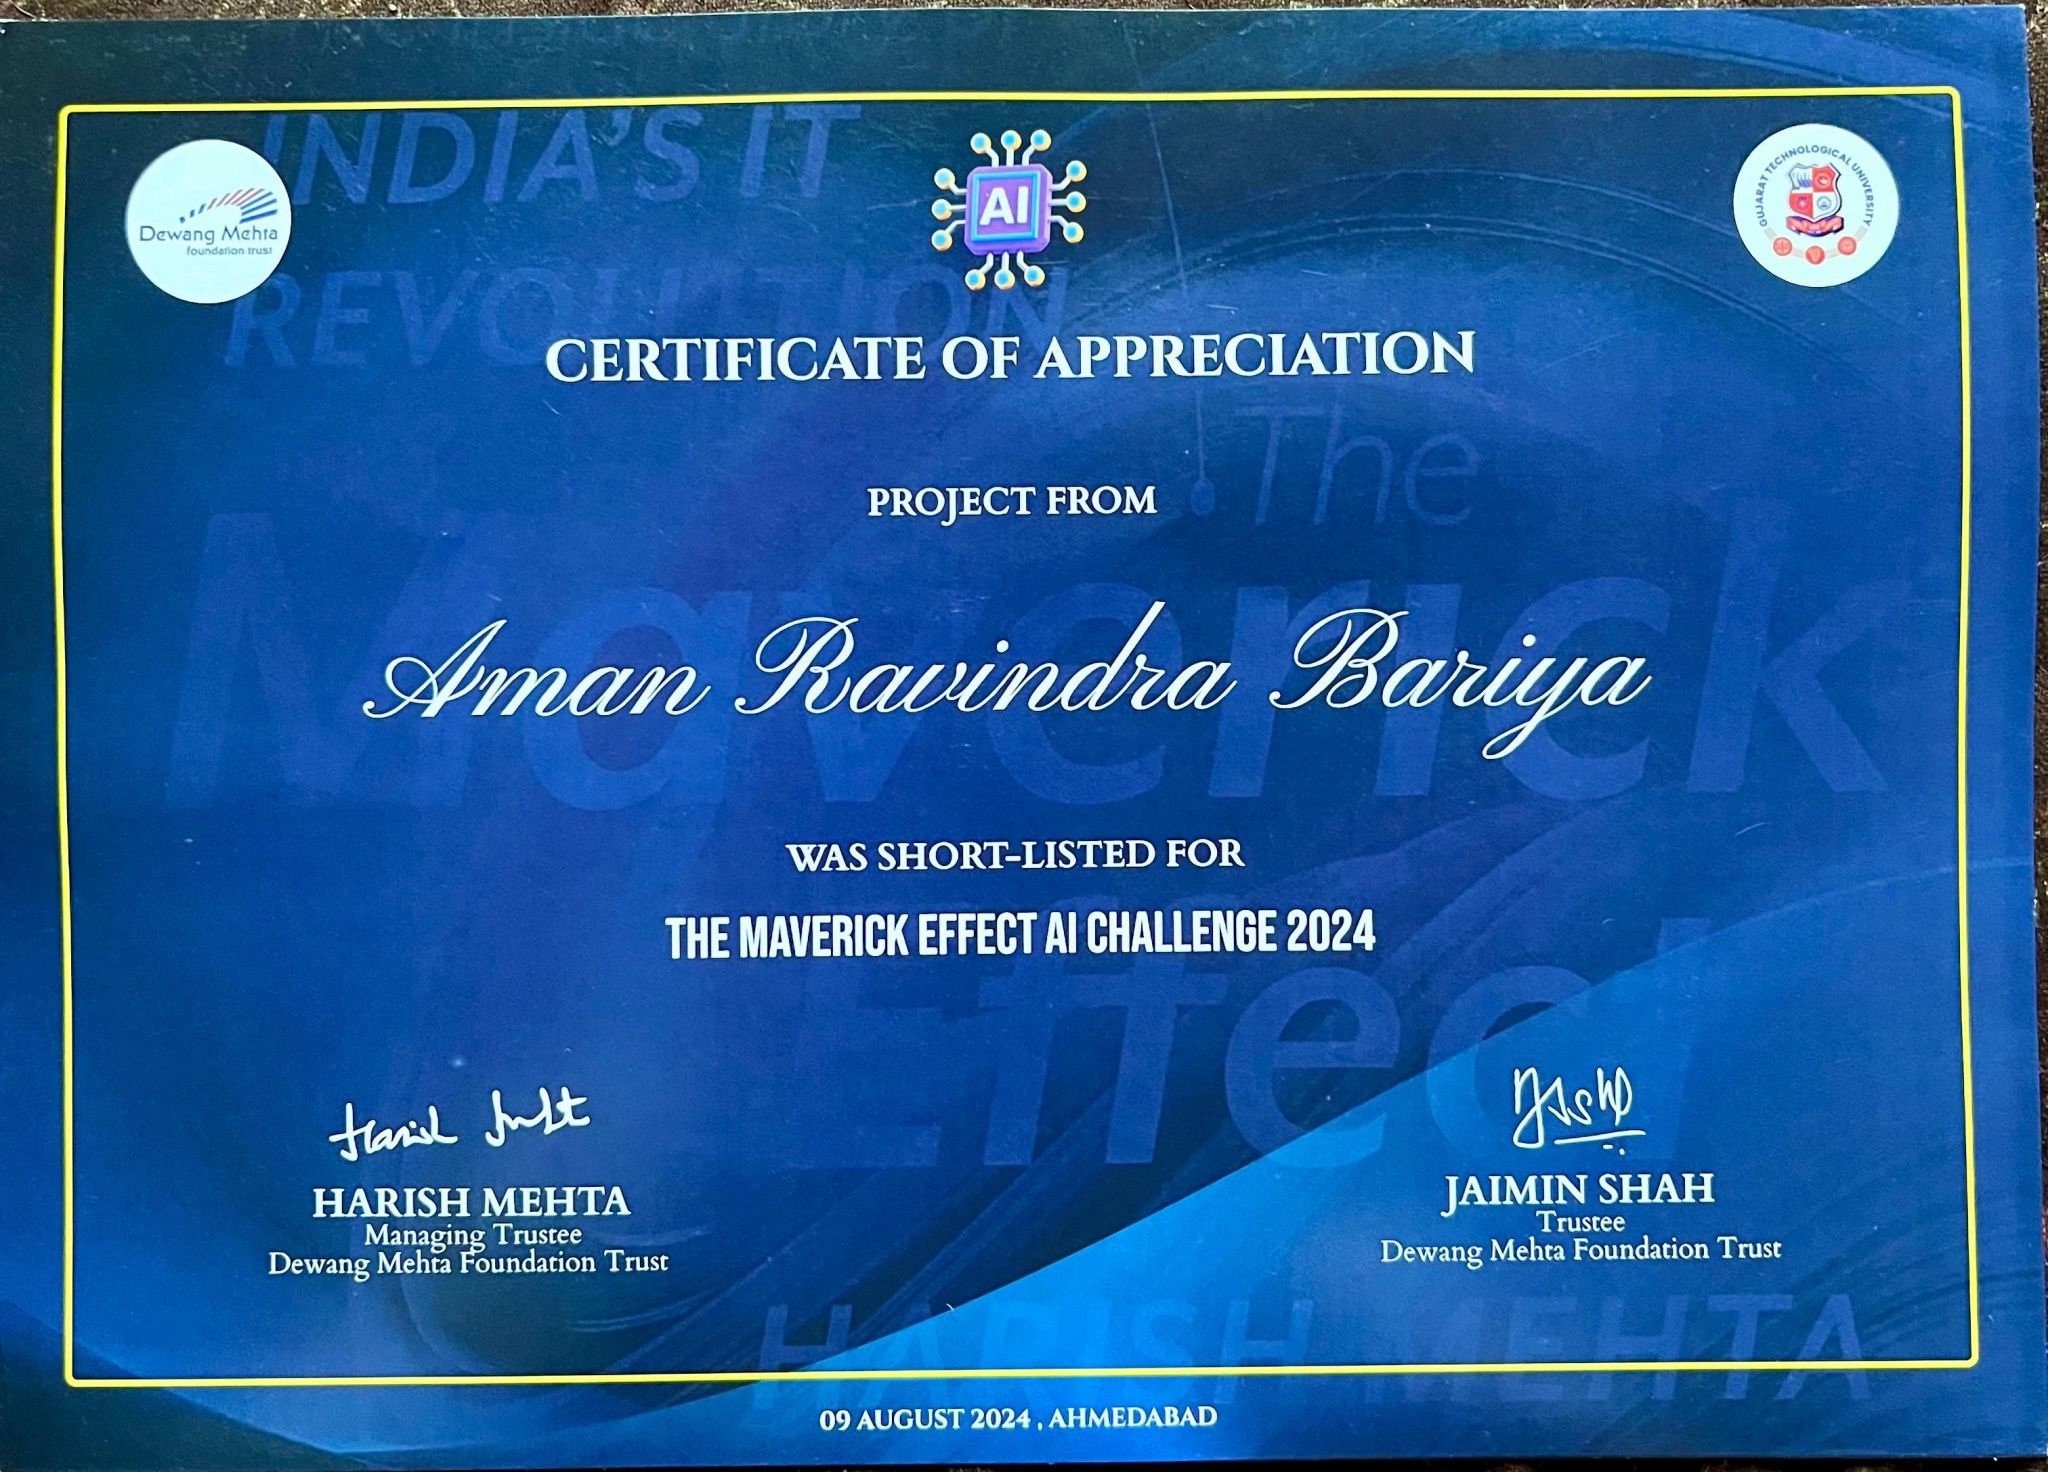 INDIA'S IT
REVOLUTION
Dewang Mehta
foundation trust
AI
GUJARAT TECHNOLOGICAL UNIVERSITY
CERTIFICATE OF APPRECIATION
The
Maverick
Effect
PROJECT FROM
Aman Ravindra Bariya
WAS SHORT-LISTED FOR
THE MAVERICK EFFECT AI CHALLENGE 2024
HARISH MEHTA
Managing Trustee
Dewang Mehta Foundation Trust
JAIMIN SHAH
Trustee
Dewang Mehta Foundation Trust
HARISH MEHTA
09 AUGUST 2024 , AHMEDABAD